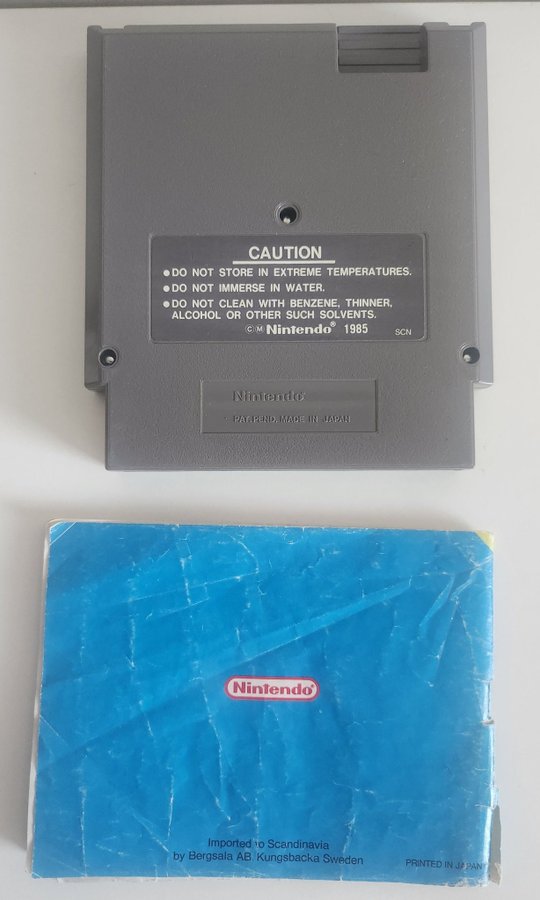 CAUTION
● DO NOT STORE IN EXTREME TEMPERATURES.
● DO NOT IMMERSE IN WATER.
● DO NOT CLEAN WITH BENZENE, THINNER,
ALCOHOL OR OTHER SUCH SOLVENTS.
© Ⓜ Nintendo® 1985 SCN
Nintendo®
PAT. PEND. MADE IN JAPAN
Nintendo®
Imported to Scandinavia
by Bergsala AB. Kungsbacka Sweden
PRINTED IN JAPAN